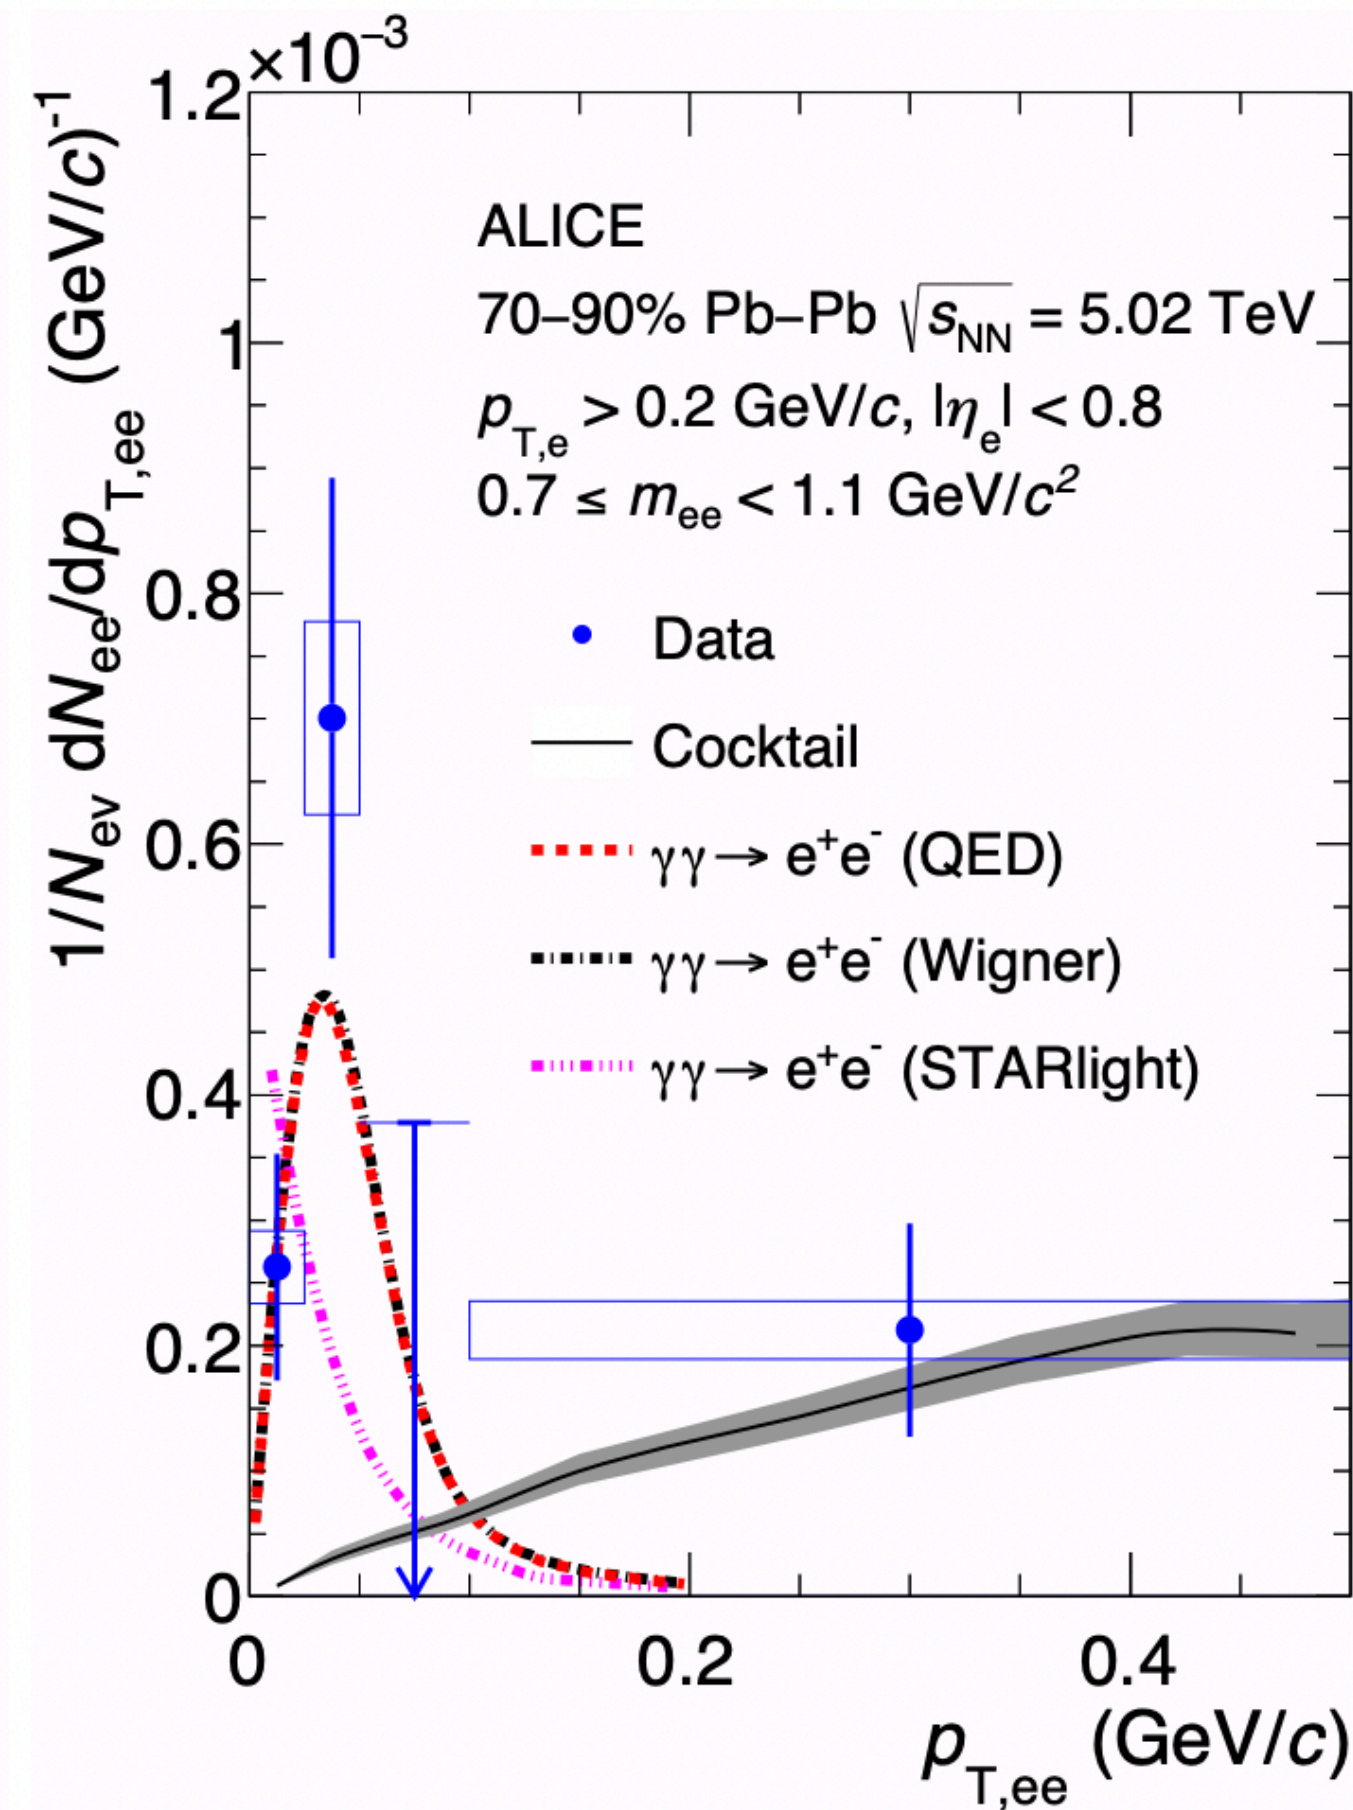 ×10⁻³
1/N_ev dN_ee/dp_T,ee (GeV/c)⁻¹
1.2
1
0.8
0.6
0.4
0.2
0
ALICE
70–90% Pb–Pb √s_NN = 5.02 TeV
p_T,e > 0.2 GeV/c, |η_e| < 0.8
0.7 ≤ m_ee < 1.1 GeV/c²
Data
Cocktail
γγ→ e⁺e⁻ (QED)
γγ→ e⁺e⁻ (Wigner)
γγ→ e⁺e⁻ (STARlight)
0 0.2 0.4
p_T,ee (GeV/c)